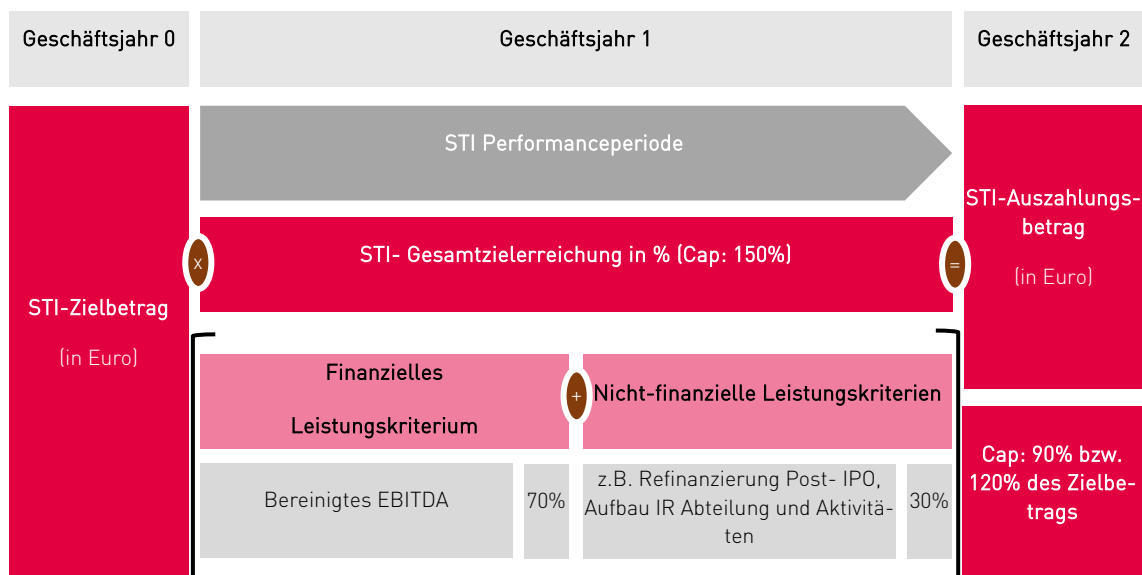 Geschäftsjahr 0
Geschäftsjahr 1
Geschäftsjahr 2
STI Performanceperiode
STI-Zielbetrag
(in Euro)
x
STI- Gesamtzielerreichung in % (Cap: 150%)
=
STI-Auszahlungs-
betrag
(in Euro)
Finanzielles
Leistungskriterium
+
Nicht-finanzielle Leistungskriterien
Bereinigtes EBITDA
70%
z.B. Refinanzierung Post- IPO,
Aufbau IR Abteilung und Aktivitä-
ten
30%
Cap: 90% bzw.
120% des Zielbe-
trags